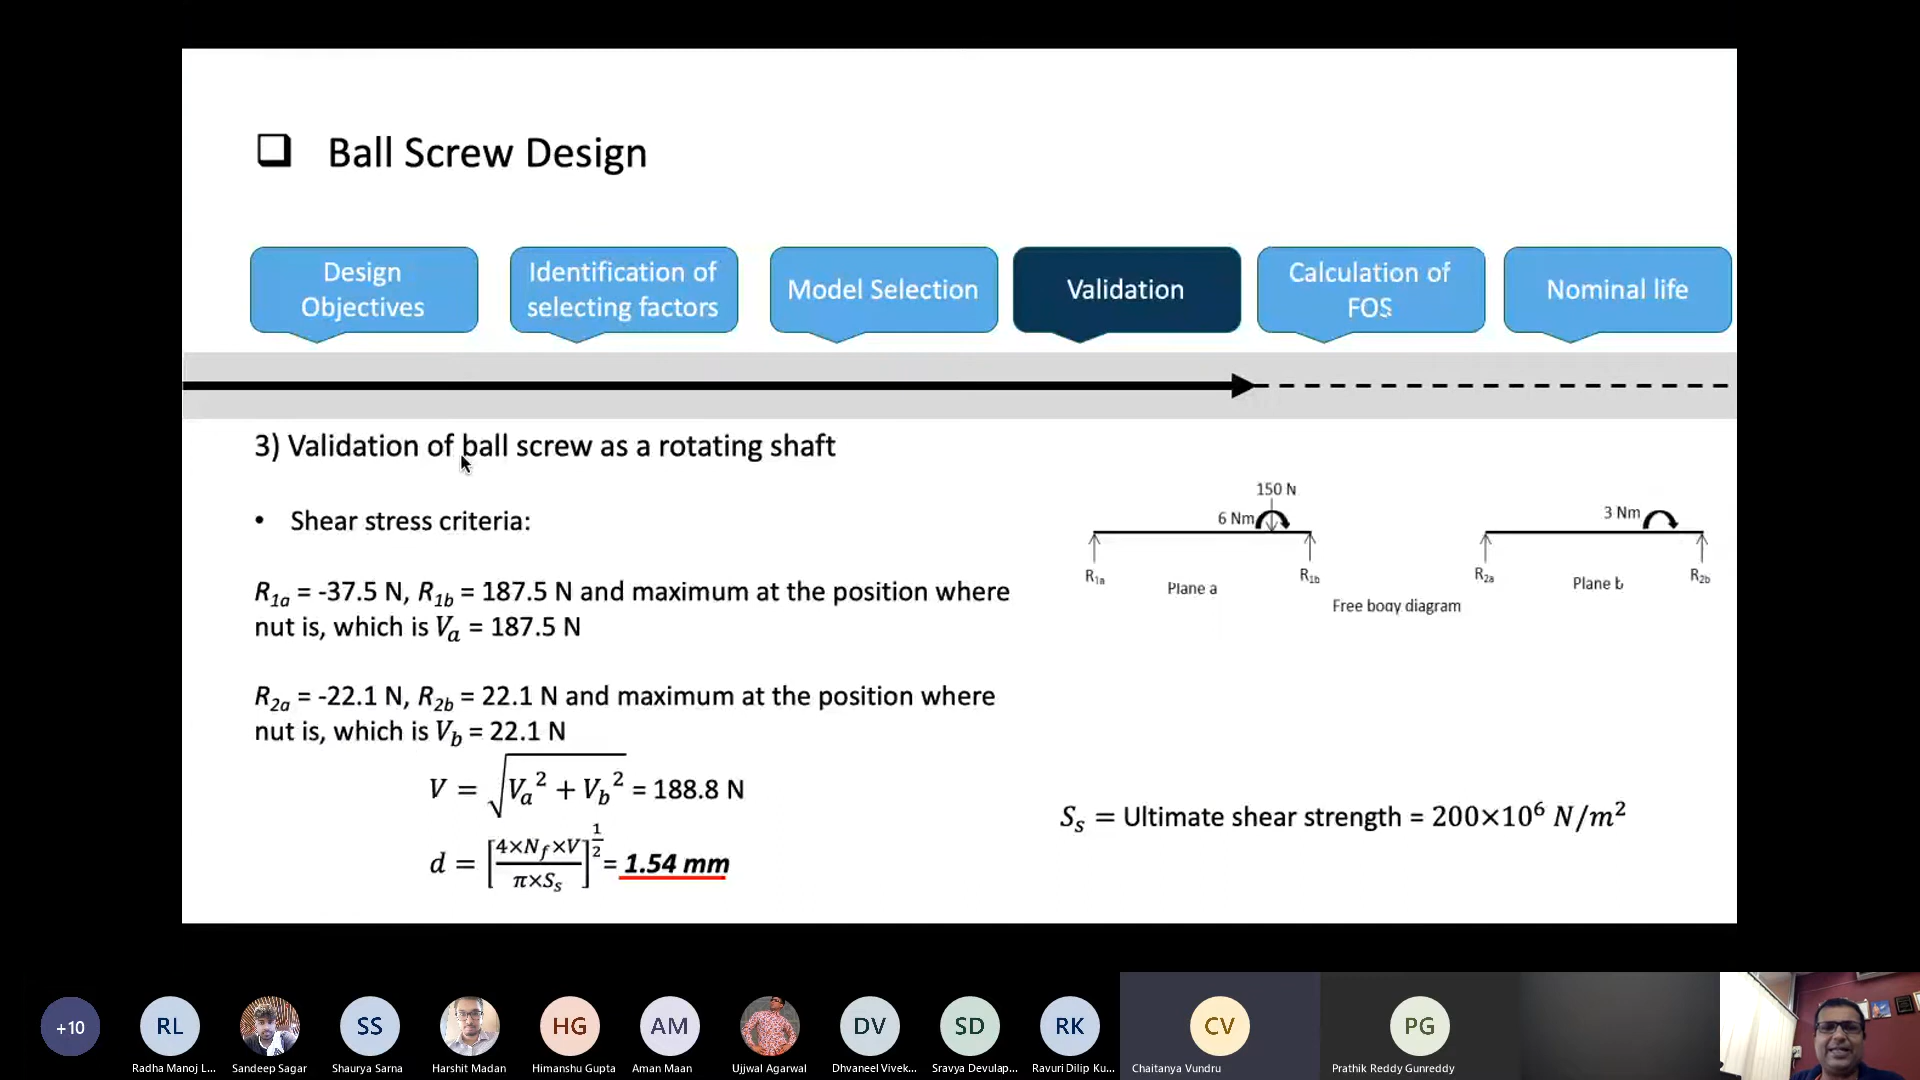 Ball Screw Design
Design
Objectives
Identification of
selecting factors
Model Selection
Validation
Calculation of
FOS
Nominal life
3) Validation of ball screw as a rotating shaft
• Shear stress criteria:
R₁ₐ = -37.5 N, R₁b = 187.5 N and maximum at the position where
nut is, which is Vₐ = 187.5 N
R₂ₐ = -22.1 N, R₂b = 22.1 N and maximum at the position where
nut is, which is Vb = 22.1 N
V = √(Vₐ² + Vb²) = 188.8 N
d = [(4×Nf×V)/(π×Sₛ)]^(1/2) = 1.54 mm
150 N
6 Nm
R₁ₐ
R₁b
Plane a
3 Nm
R₂ₐ
R₂b
Plane b
Free body diagram
Sₛ = Ultimate shear strength = 200×10⁶ N/m²
+10
RL
SS
HG
AM
DV
SD
RK
CV
PG
Radha Manoj L...
Sandeep Sagar
Shaurya Sarna
Harshit Madan
Himanshu Gupta
Aman Maan
Ujjwal Agarwal
Dhvaneel Vivek...
Sravya Devulap...
Ravuri Dilip Ku...
Chaitanya Vundru
Prathik Reddy Gunreddy